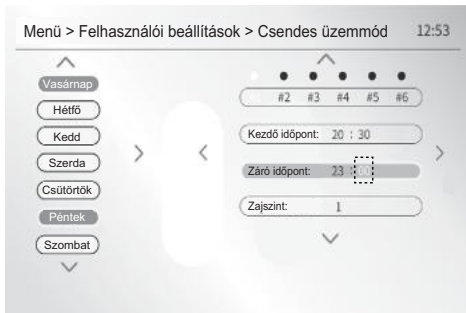 Menü > Felhasználói beállítások > Csendes üzemmód 12:53
Vasárnap
Hétfő
Kedd
Szerda
Csütörtök
Péntek
Szombat
#2 #3 #4 #5 #6
Kezdő időpont: 20 : 30
Záró időpont: 23 :
Zajszint: 1